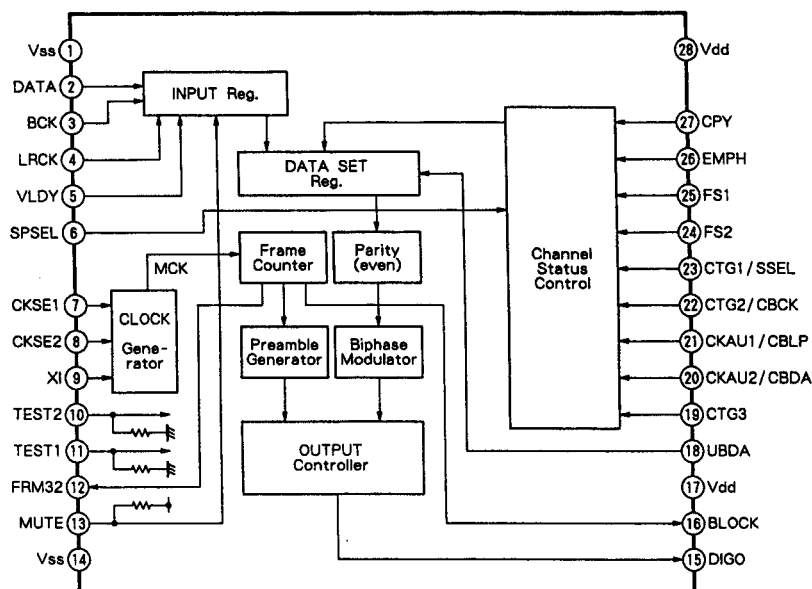 Vss 1
DATA 2
BCK 3
LRCK 4
VLDY 5
SPSEL 6
CKSE1 7
CKSE2 8
XI 9
TEST2 10
TEST1 11
FRM32 12
MUTE 13
Vss 14
INPUT Reg.
DATA SET
Reg.
MCK
Frame
Counter
Parity
(even)
CLOCK
Gene-
rator
Preamble
Generator
Biphase
Modulator
OUTPUT
Controller
Channel
Status
Control
28 Vdd
27 CPY
26 EMPH
25 FS1
24 FS2
23 CTG1/SSEL
22 CTG2/CBCK
21 CKAU1/CBLP
20 CKAU2/CBDA
19 CTG3
18 UBDA
17 Vdd
16 BLOCK
15 DIGO